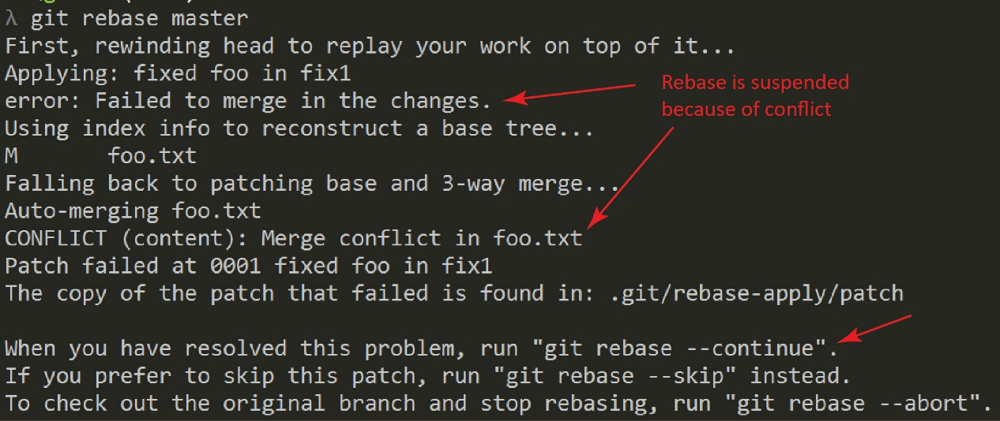 λ git rebase master
First, rewinding head to replay your work on top of it...
Applying: fixed foo in fix1
error: Failed to merge in the changes.
Rebase is suspended
because of conflict
Using index info to reconstruct a base tree...
M foo.txt
Falling back to patching base and 3-way merge...
Auto-merging foo.txt
CONFLICT (content): Merge conflict in foo.txt
Patch failed at 0001 fixed foo in fix1
The copy of the patch that failed is found in: .git/rebase-apply/patch
When you have resolved this problem, run "git rebase --continue".
If you prefer to skip this patch, run "git rebase --skip" instead.
To check out the original branch and stop rebasing, run "git rebase --abort".